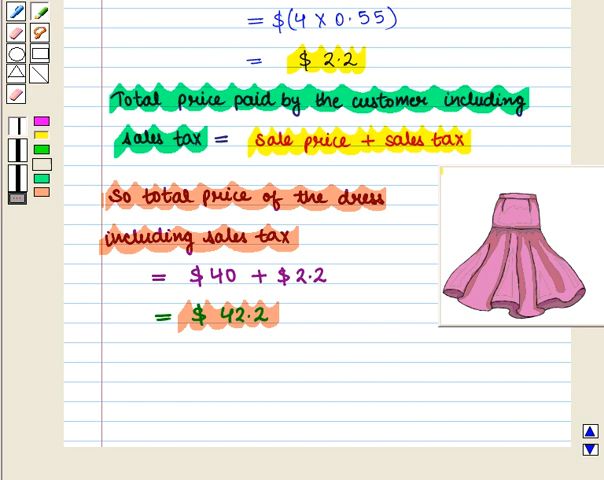 = $(4 X 0.55)
= $ 2.2
Total price paid by the customer including
sales tax = sale price + sales tax
So total price of the dress
including sales tax
= $40 + $2.2
= $ 42.2